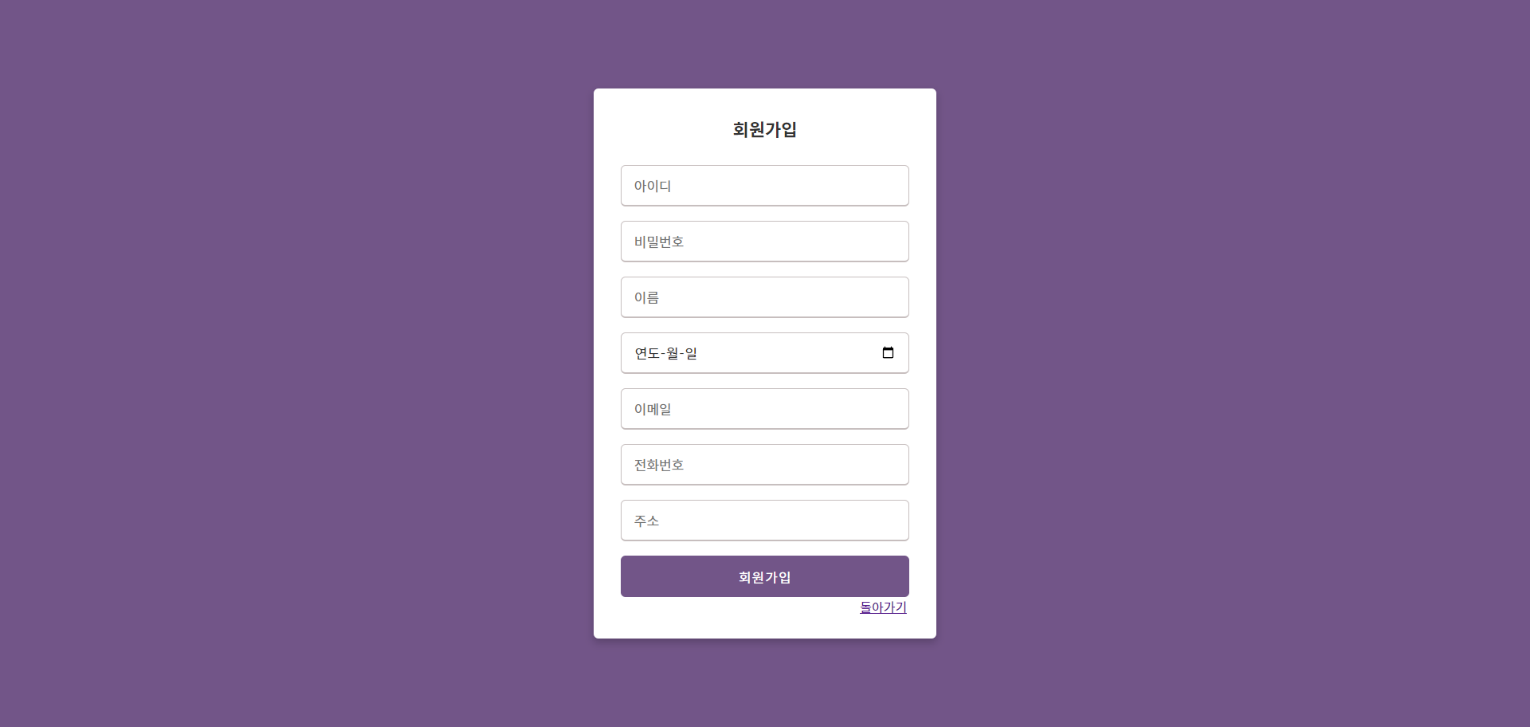 회원가입
아이디
비밀번호
이름
연도-월-일
이메일
전화번호
주소
회원가입
돌아가기